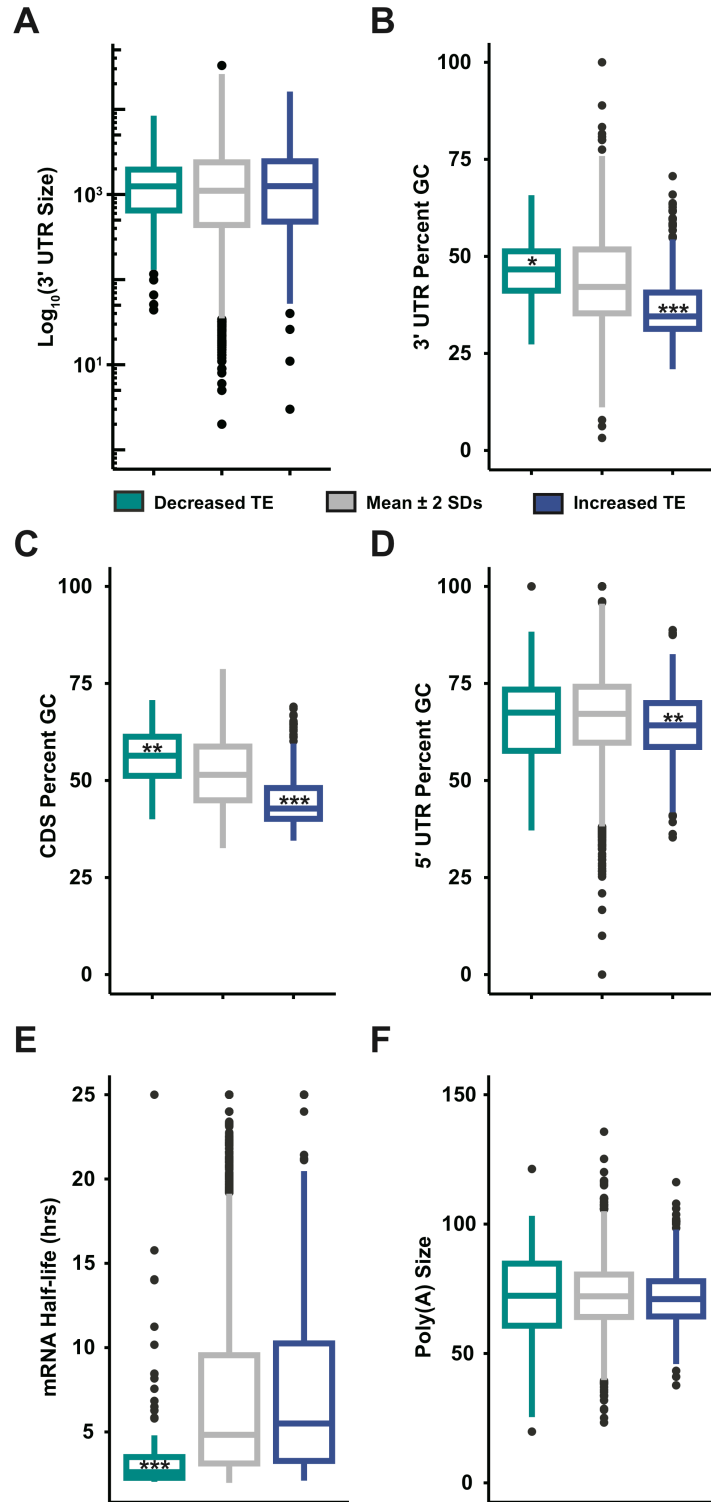 A
Log10(3' UTR Size)
10³
10¹
B
3' UTR Percent GC
100
75
50
25
0
*
***
Decreased TE
Mean ± 2 SDs
Increased TE
C
CDS Percent GC
100
75
50
25
0
**
***
D
5' UTR Percent GC
100
75
50
25
0
**
E
mRNA Half-life (hrs)
25
20
15
10
5
***
F
Poly(A) Size
150
100
50
0